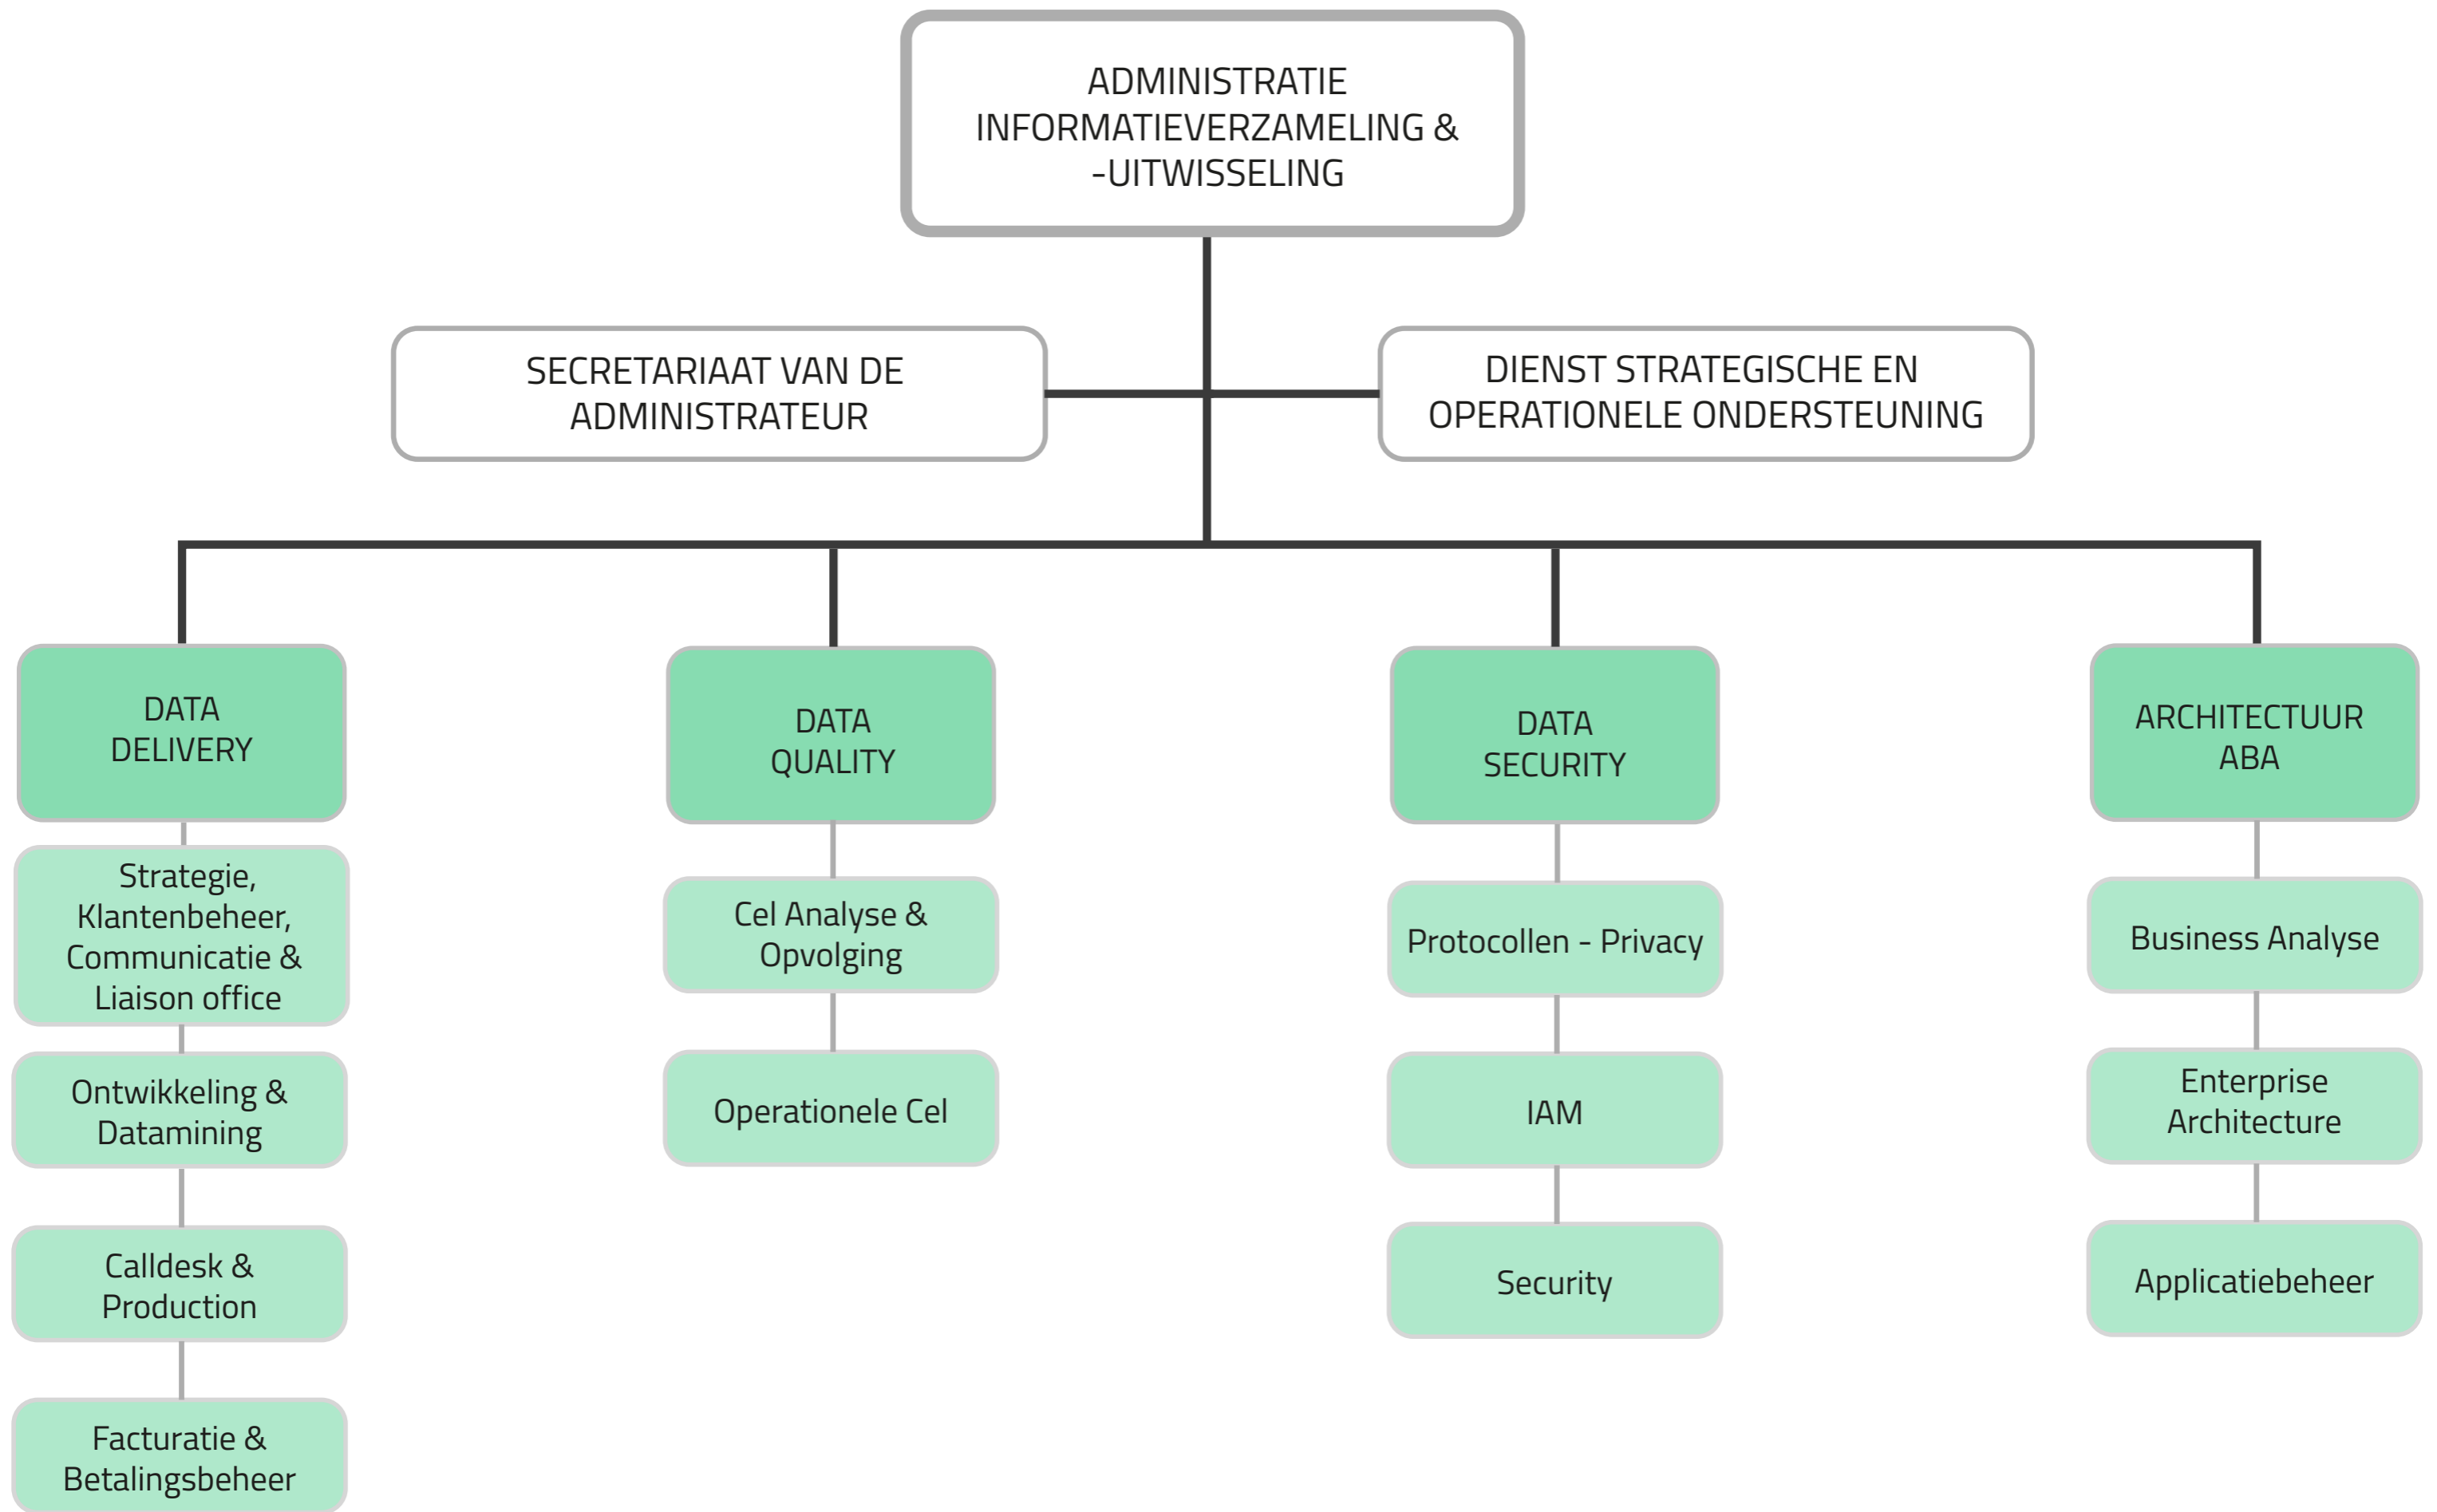 ADMINISTRATIE
INFORMATIEVERZAMELING &
-UITWISSELING
SECRETARIAAT VAN DE
ADMINISTRATEUR
DIENST STRATEGISCHE EN
OPERATIONELE ONDERSTEUNING
DATA
DELIVERY
Strategie,
Klantenbeheer,
Communicatie &
Liaison office
Ontwikkeling &
Datamining
Calldesk &
Production
Facturatie &
Betalingsbeheer
DATA
QUALITY
Cel Analyse &
Opvolging
Operationele Cel
DATA
SECURITY
Protocollen - Privacy
IAM
Security
ARCHITECTUUR
ABA
Business Analyse
Enterprise
Architecture
Applicatiebeheer